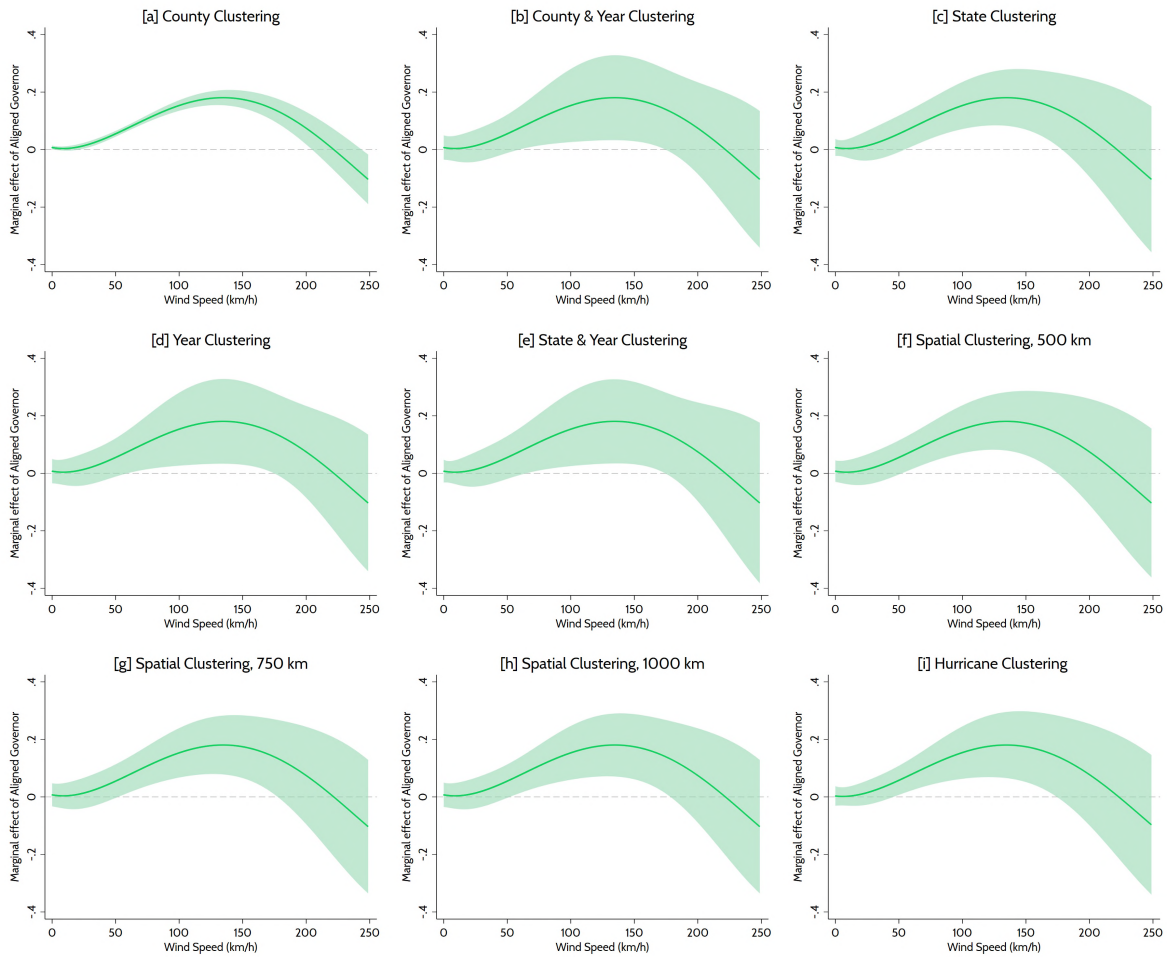 [a] County Clustering
Marginal effect of Aligned Governor
.4
.2
0
-.2
-.4
0 50 100 150 200 250
Wind Speed (km/h)
[b] County & Year Clustering
Marginal effect of Aligned Governor
.4
.2
0
-.2
-.4
0 50 100 150 200 250
Wind Speed (km/h)
[c] State Clustering
Marginal effect of Aligned Governor
.4
.2
0
-.2
-.4
0 50 100 150 200 250
Wind Speed (km/h)
[d] Year Clustering
Marginal effect of Aligned Governor
.4
.2
0
-.2
-.4
0 50 100 150 200 250
Wind Speed (km/h)
[e] State & Year Clustering
Marginal effect of Aligned Governor
.4
.2
0
-.2
-.4
0 50 100 150 200 250
Wind Speed (km/h)
[f] Spatial Clustering, 500 km
Marginal effect of Aligned Governor
.4
.2
0
-.2
-.4
0 50 100 150 200 250
Wind Speed (km/h)
[g] Spatial Clustering, 750 km
Marginal effect of Aligned Governor
.4
.2
0
-.2
-.4
0 50 100 150 200 250
Wind Speed (km/h)
[h] Spatial Clustering, 1000 km
Marginal effect of Aligned Governor
.4
.2
0
-.2
-.4
0 50 100 150 200 250
Wind Speed (km/h)
[i] Hurricane Clustering
Marginal effect of Aligned Governor
.4
.2
0
-.2
-.4
0 50 100 150 200 250
Wind Speed (km/h)